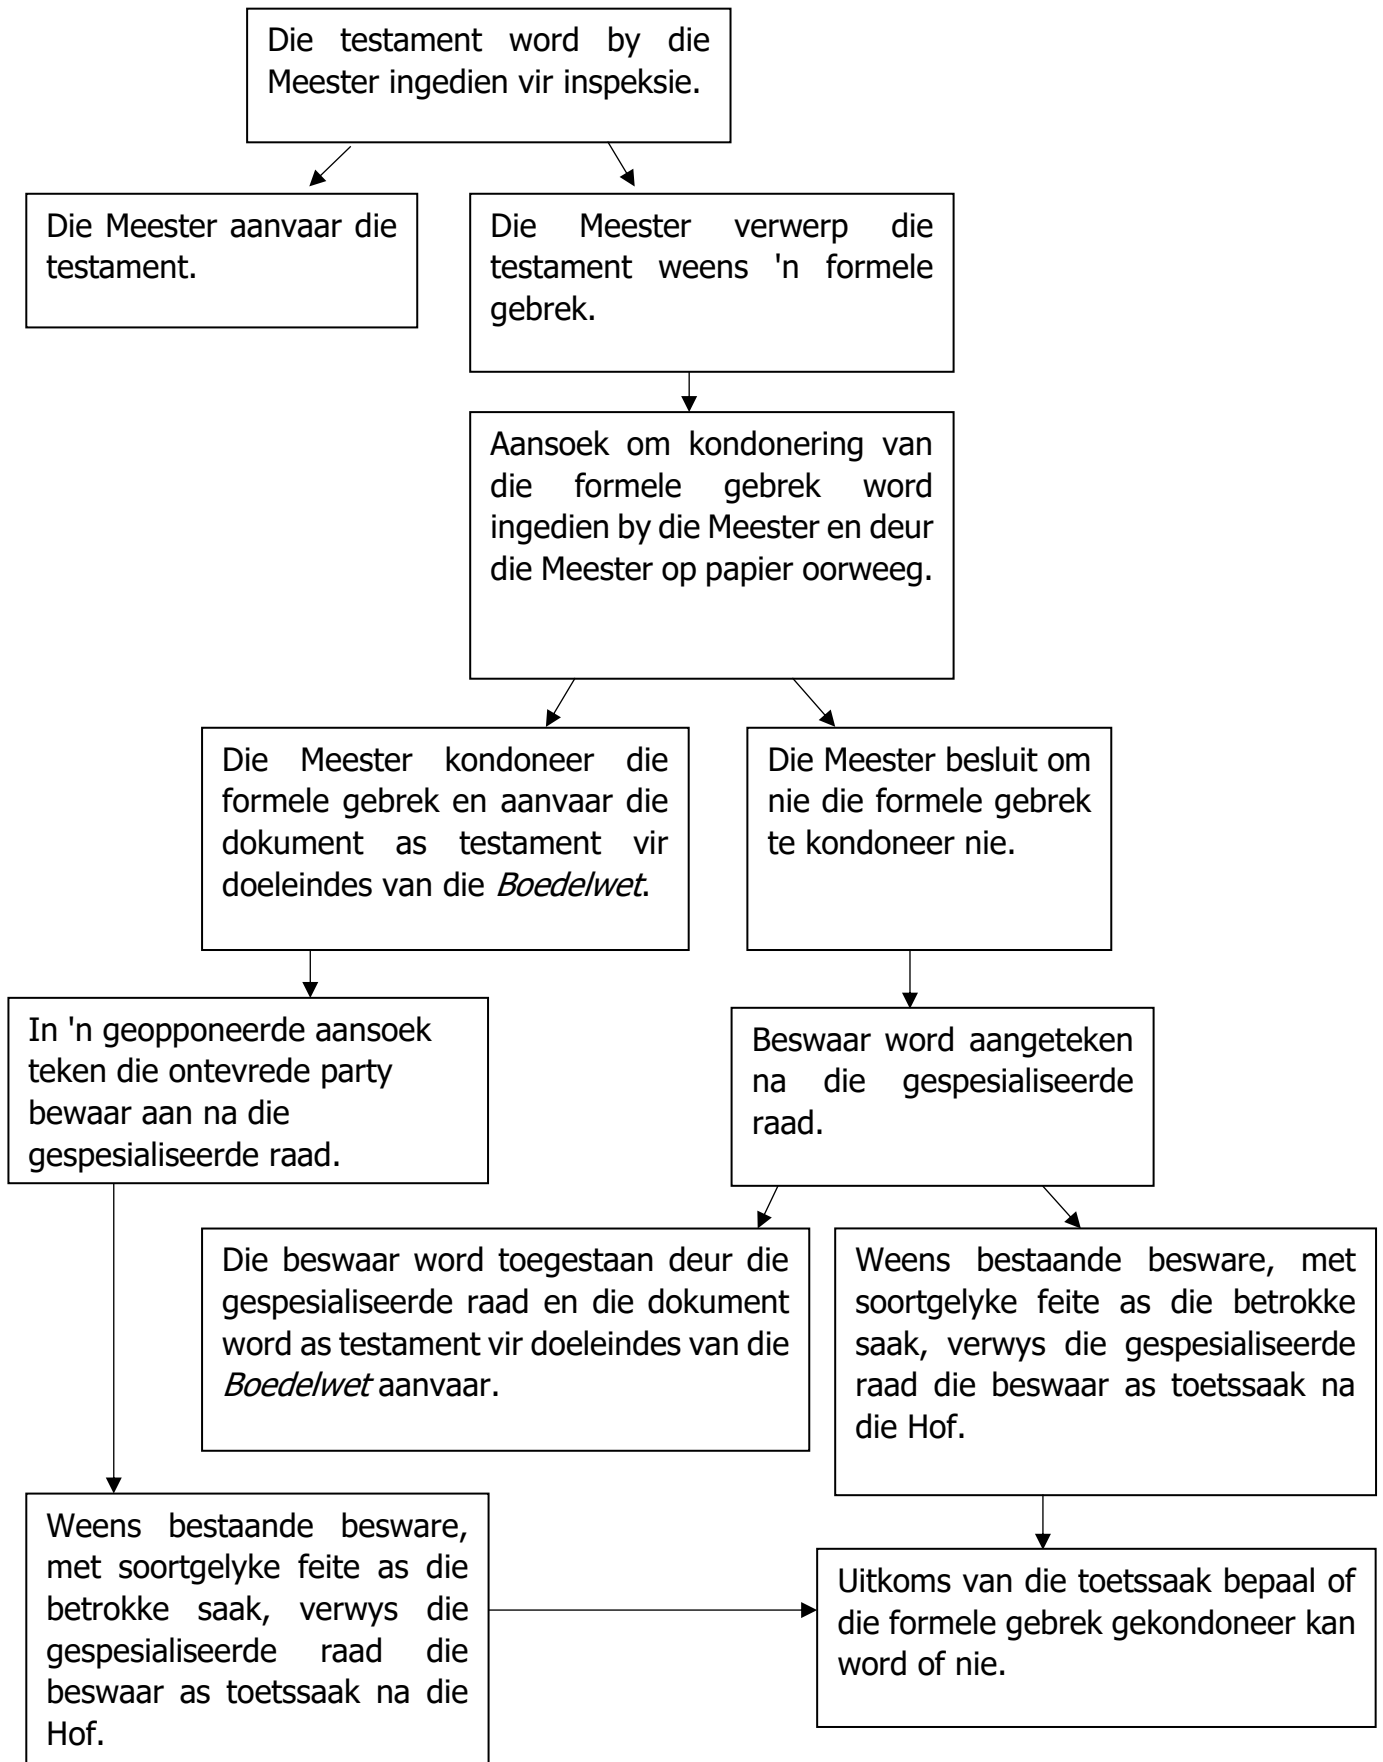 Die testament word by die
Meester ingedien vir inspeksie.
Die Meester aanvaar die
testament.
Die Meester verwerp die
testament weens 'n formele
gebrek.
Aansoek om kondonering van
die formele gebrek word
ingedien by die Meester en deur
die Meester op papier oorweeg.
Die Meester kondoneer die
formele gebrek en aanvaar die
dokument as testament vir
doeleindes van die Boedelwet.
Die Meester besluit om
nie die formele gebrek
te kondoneer nie.
In 'n geopponeerde aansoek
teken die ontevrede party
bewaar aan na die
gespesialiseerde raad.
Beswaar word aangeteken
na die gespesialiseerde
raad.
Die beswaar word toegestaan deur die
gespesialiseerde raad en die dokument
word as testament vir doeleindes van die
Boedelwet aanvaar.
Weens bestaande besware, met
soortgelyke feite as die betrokke
saak, verwys die gespesialiseerde
raad die beswaar as toetssaak na
die Hof.
Weens bestaande besware,
met soortgelyke feite as die
betrokke saak, verwys die
gespesialiseerde raad die
beswaar as toetssaak na die
Hof.
Uitkoms van die toetssaak bepaal of
die formele gebrek gekondoneer kan
word of nie.